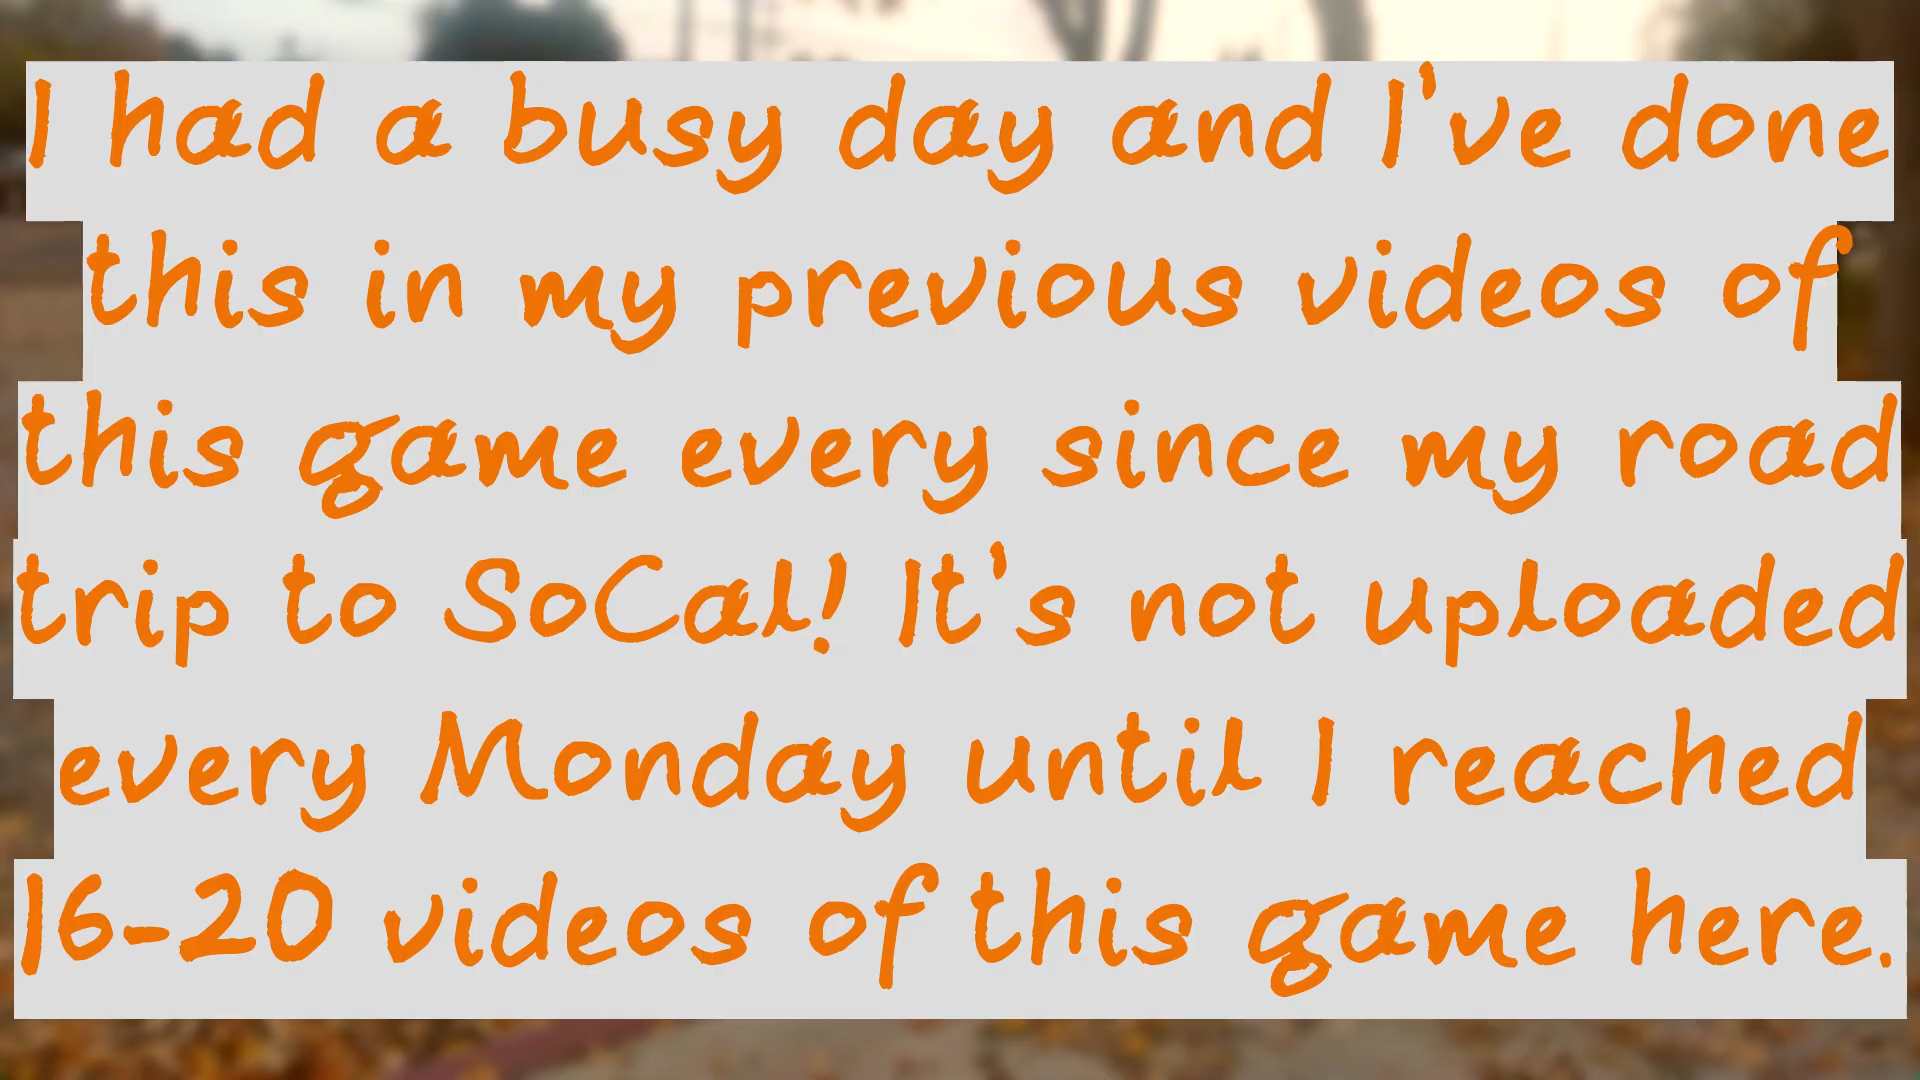 I had a busy day and I've done
this in my previous videos of
this game every since my road
trip to SoCal! It's not uploaded
every Monday until I reached
16-20 videos of this game here.